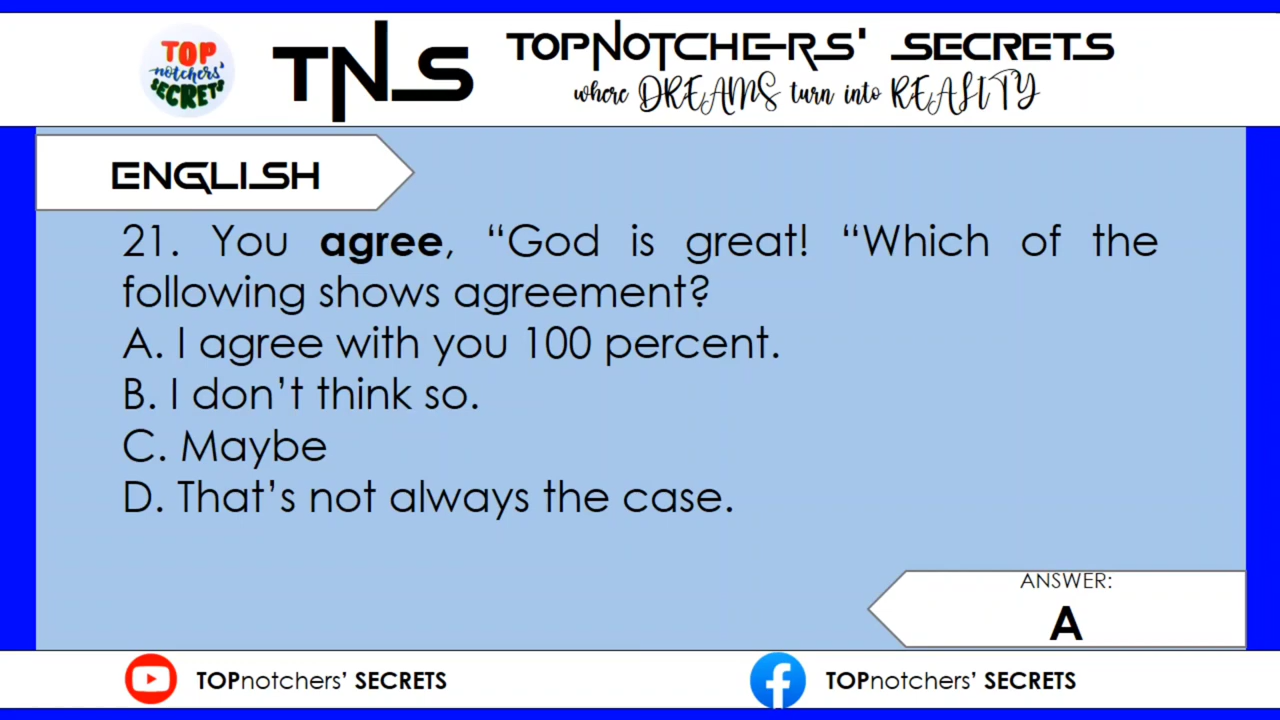 TOP
notchers'
SECRETS
TNS
TOPNOTCHERS' SECRETS
where DREAMS turn into REALITY
ENGLISH
21. You agree, “God is great! “Which of the
following shows agreement?
A. I agree with you 100 percent.
B. I don’t think so.
C. Maybe
D. That’s not always the case.
ANSWER:
A
TOPnotchers’ SECRETS
TOPnotchers’ SECRETS